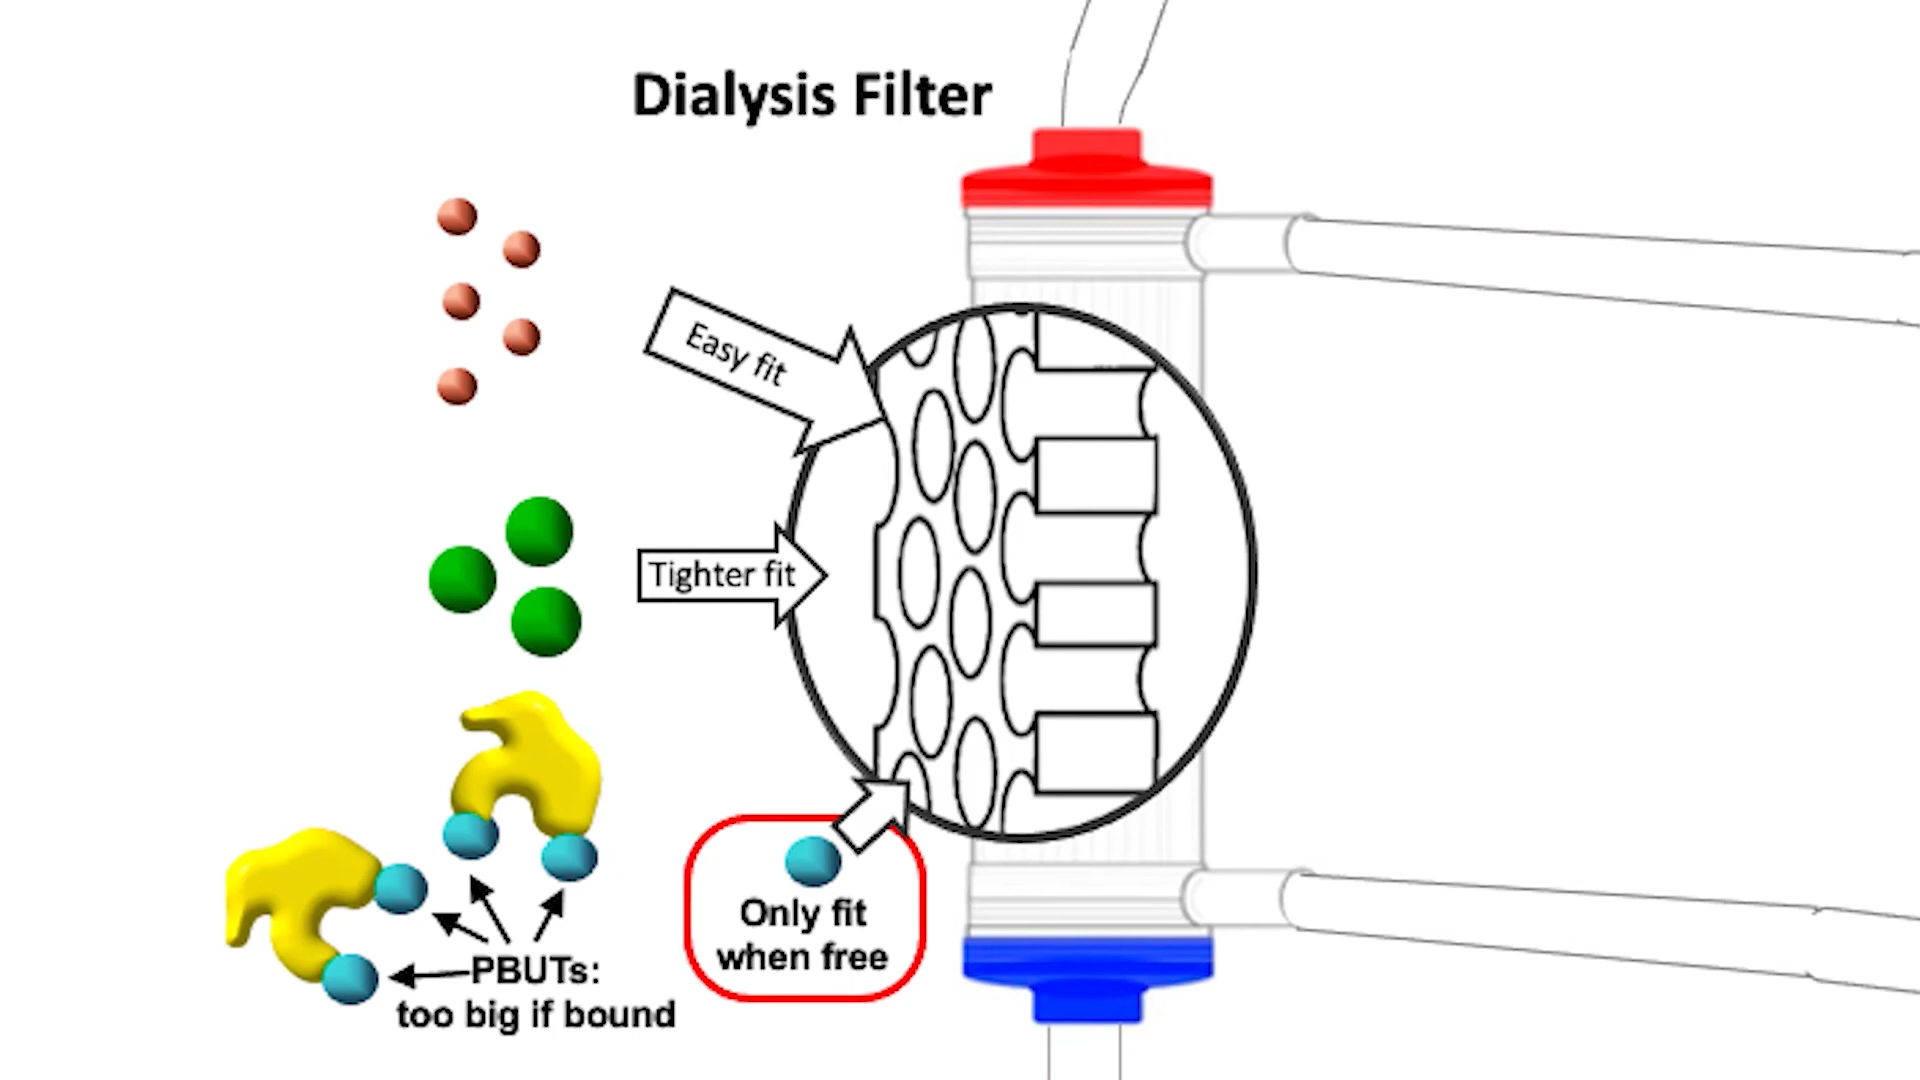 Dialysis Filter
Easy fit
Tighter fit
Only fit
when free
PBUTs:
too big if bound